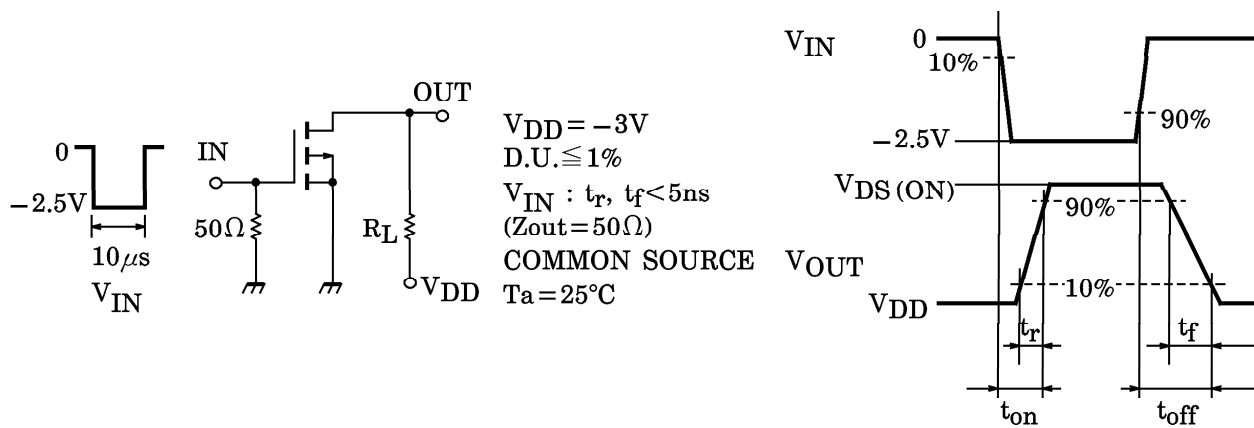 0
−2.5V
10μs
VIN
IN
50Ω
OUT
RL
VDD
VDD = −3V
D.U. ≦ 1%
VIN : tr, tf < 5ns
(Zout = 50Ω)
COMMON SOURCE
Ta = 25°C
VIN
0
10%
90%
−2.5V
VDS (ON)
90%
VOUT
10%
VDD
tr
tf
ton
toff